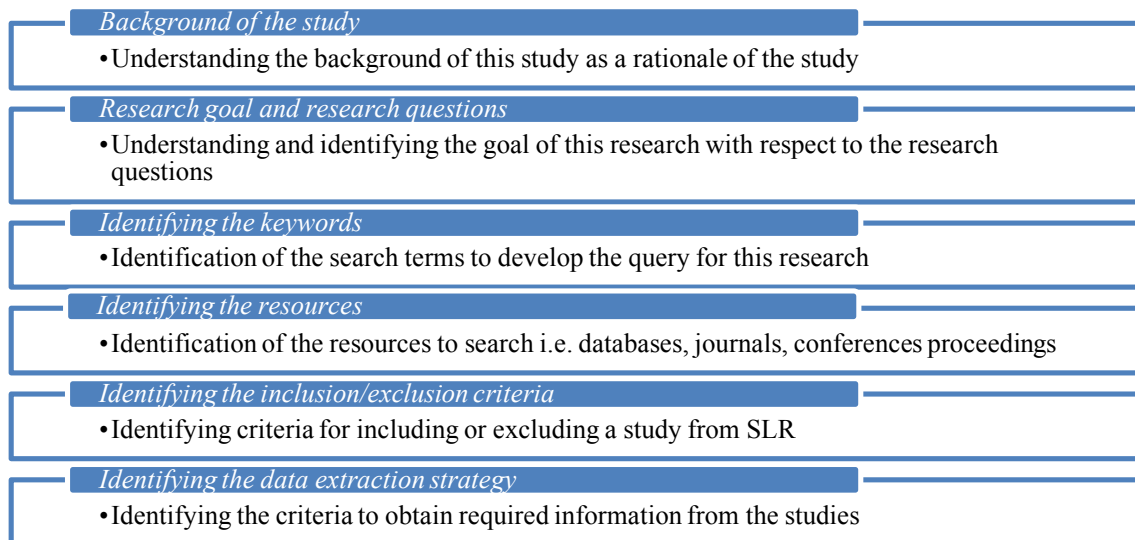 Background of the study
•Understanding the background of this study as a rationale of the study
Research goal and research questions
•Understanding and identifying the goal of this research with respect to the research
questions
Identifying the keywords
•Identification of the search terms to develop the query for this research
Identifying the resources
•Identification of the resources to search i.e. databases, journals, conferences proceedings
Identifying the inclusion/exclusion criteria
•Identifying criteria for including or excluding a study from SLR
Identifying the data extraction strategy
•Identifying the criteria to obtain required information from the studies